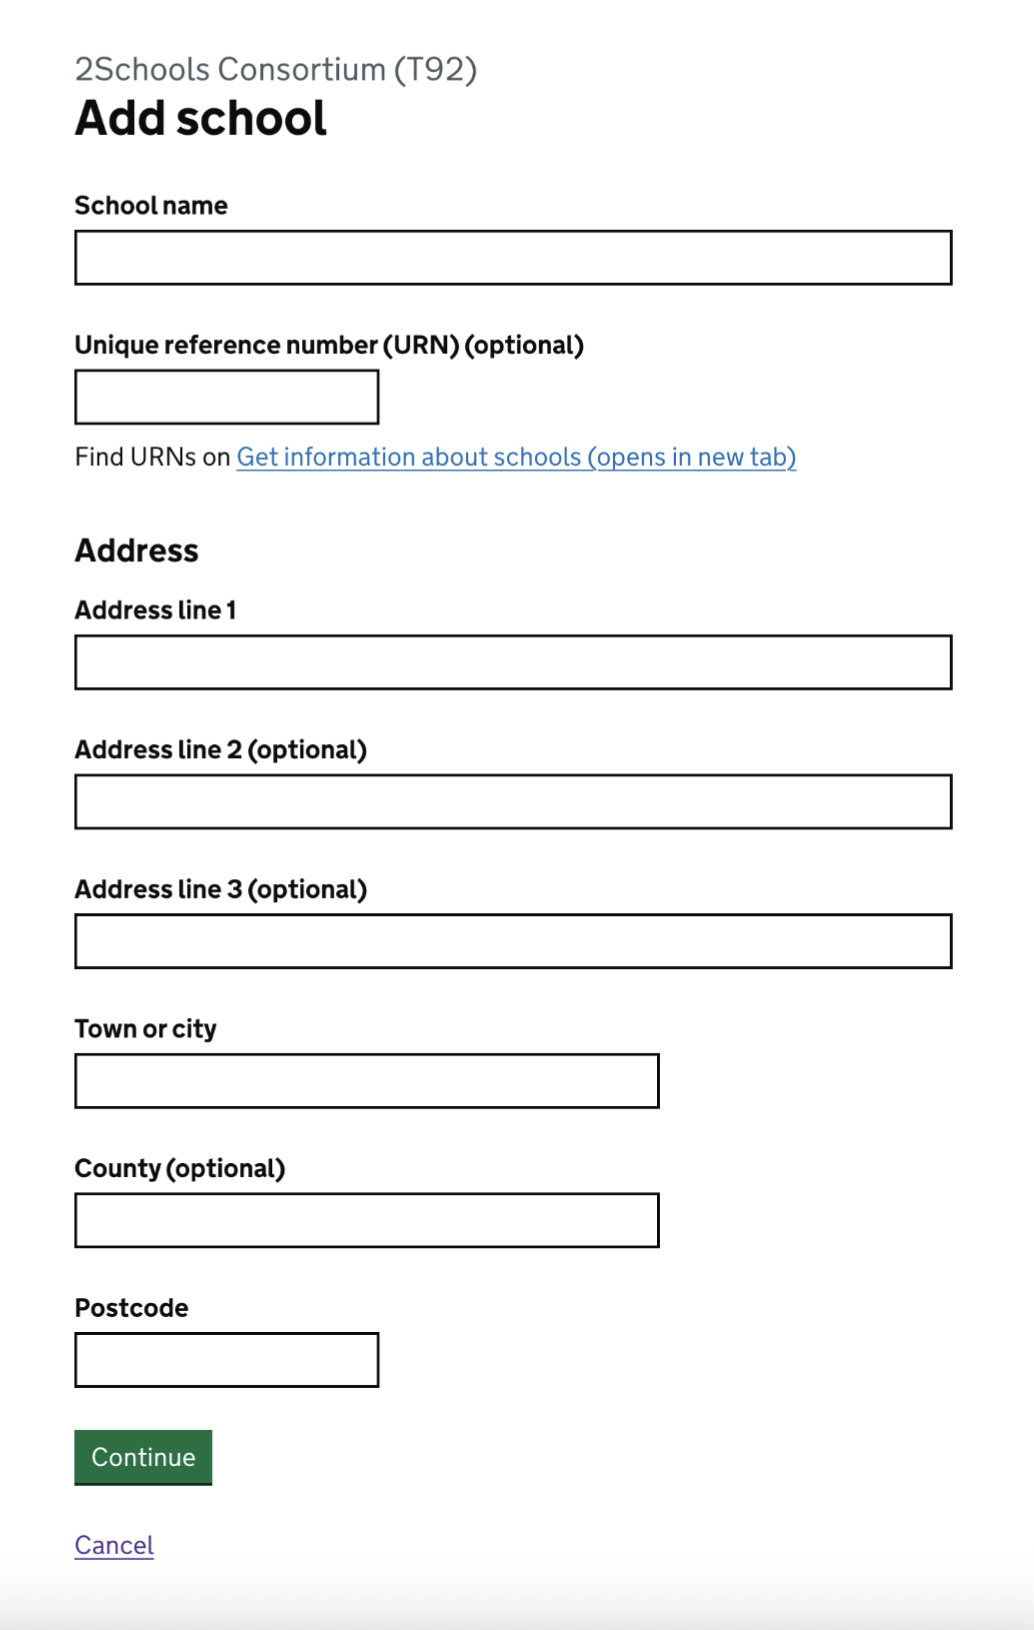 2Schools Consortium (T92)
Add school
School name
Unique reference number (URN) (optional)
Find URNs on Get information about schools (opens in new tab)
Address
Address line 1
Address line 2 (optional)
Address line 3 (optional)
Town or city
County (optional)
Postcode
Continue
Cancel